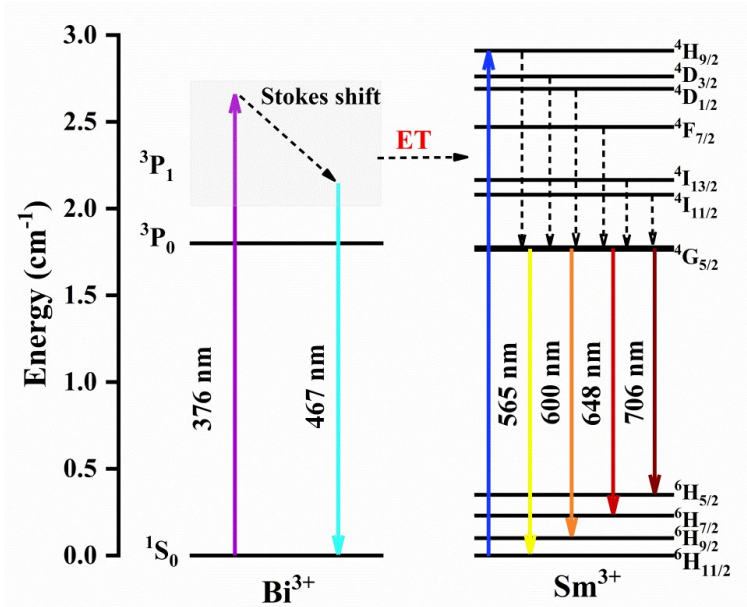 Energy (cm⁻¹)
3.0
2.5
2.0
1.5
1.0
0.5
0.0
³P₁
³P₀
¹S₀
Stokes shift
376 nm
467 nm
Bi³⁺
ET
⁴H₉/₂
⁴D₃/₂
⁴D₁/₂
⁴F₇/₂
⁴I₁₃/₂
⁴I₁₁/₂
⁴G₅/₂
565 nm
600 nm
648 nm
706 nm
⁶H₅/₂
⁶H₇/₂
⁶H₉/₂
⁶H₁₁/₂
Sm³⁺